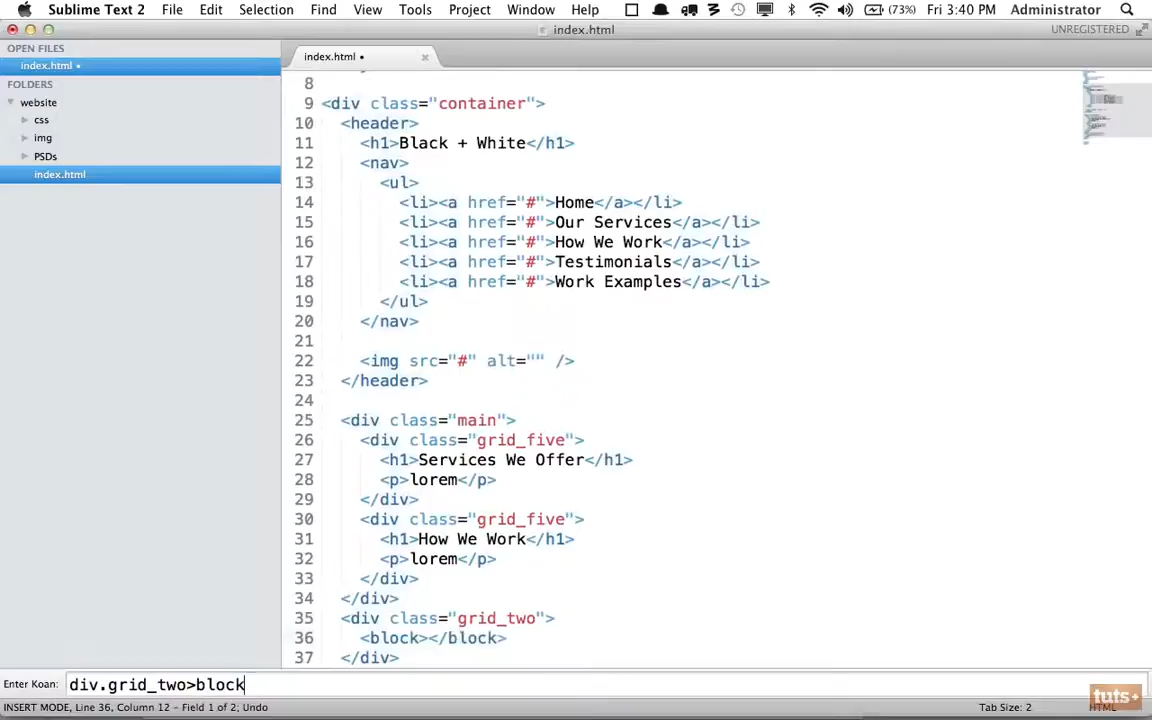 Sublime Text 2 File Edit Selection Find View Tools Project Window Help (73%) Fri 3:40 PM Administrator
index.html UNREGISTERED
OPEN FILES
index.html •
FOLDERS
website
css
img
PSDs
index.html
index.html •
8
9 <div class="container">
10 <header>
11 <h1>Black + White</h1>
12 <nav>
13 <ul>
14 <li><a href="#">Home</a></li>
15 <li><a href="#">Our Services</a></li>
16 <li><a href="#">How We Work</a></li>
17 <li><a href="#">Testimonials</a></li>
18 <li><a href="#">Work Examples</a></li>
19 </ul>
20 </nav>
21
22 <img src="#" alt="" />
23 </header>
24
25 <div class="main">
26 <div class="grid_five">
27 <h1>Services We Offer</h1>
28 <p>lorem</p>
29 </div>
30 <div class="grid_five">
31 <h1>How We Work</h1>
32 <p>lorem</p>
33 </div>
34 </div>
35 <div class="grid_two">
36 <block></block>
37 </div>
Enter Koan: div.grid_two>block
INSERT MODE, Line 36, Column 12 - Field 1 of 2; Undo Tab Size: 2 HTML
tuts+